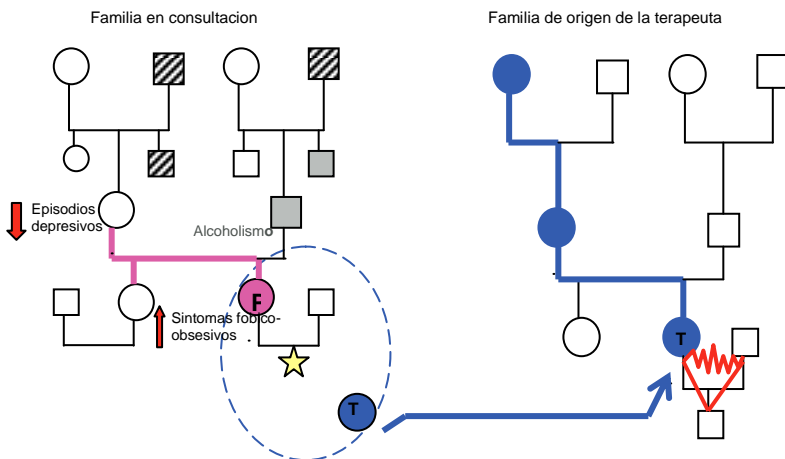 Familia en consultacion
Familia de origen de la terapeuta
Episodios
depresivos
Alcoholismo
F
Sintomas fobico-
obsesivos
T
T